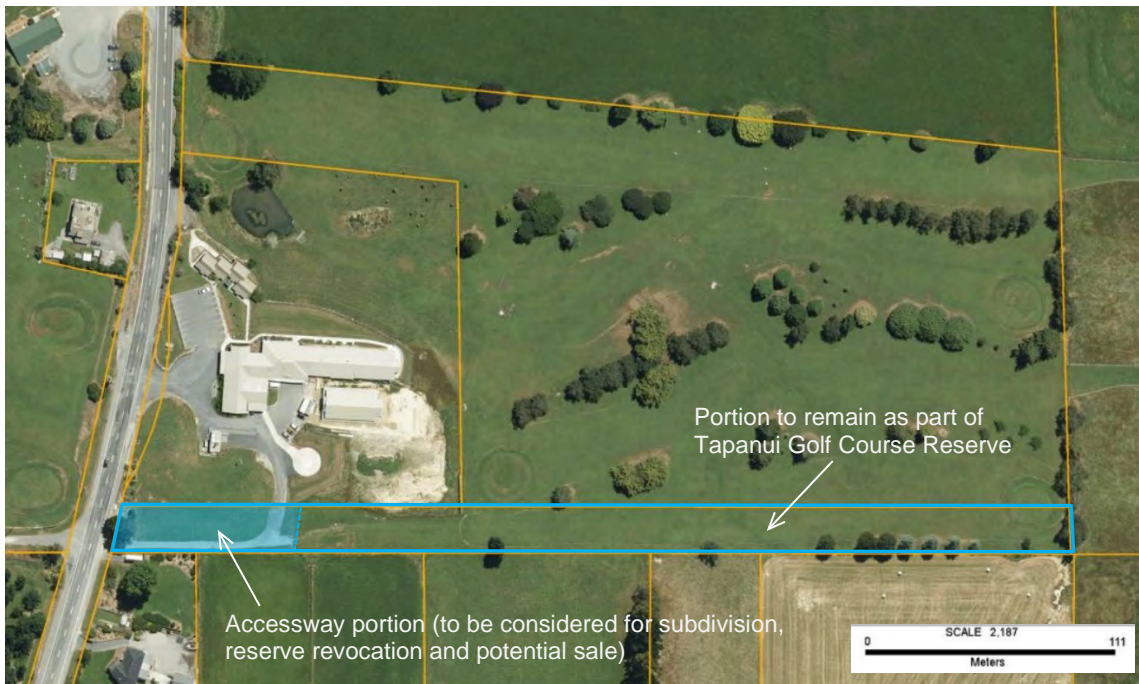 Portion to remain as part of
Tapanui Golf Course Reserve
Accessway portion (to be considered for subdivision,
reserve revocation and potential sale)
SCALE 2,187
0 111
Meters